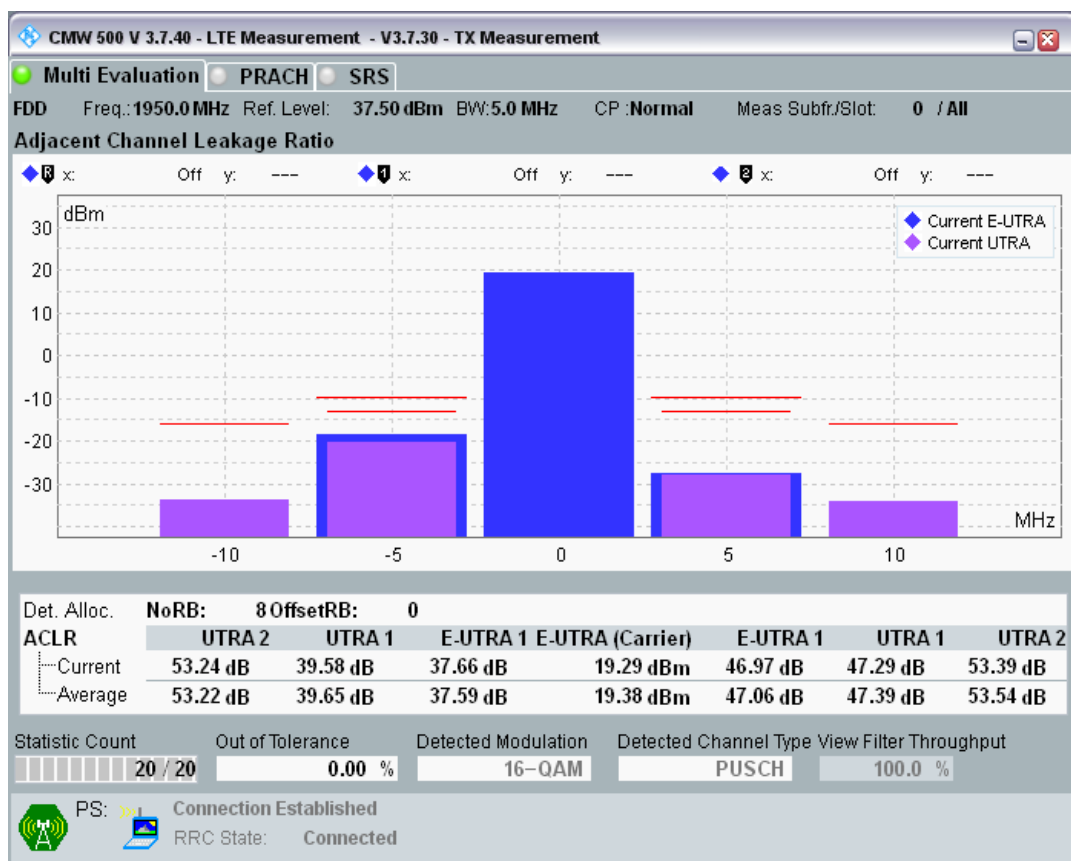 CMW 500 V 3.7.40 - LTE Measurement - V3.7.30 - TX Measurement
Multi Evaluation PRACH SRS
FDD Freq.: 1950.0 MHz Ref. Level: 37.50 dBm BW: 5.0 MHz CP : Normal Meas Subfr./Slot: 0 / All
Adjacent Channel Leakage Ratio
R x: Off y: --- 1 x: Off y: --- 2 x: Off y: ---
dBm
Current E-UTRA
Current UTRA
30
20
10
0
-10
-20
-30
MHz
-10 -5 0 5 10
Det. Alloc. NoRB: 8 OffsetRB: 0
ACLR UTRA 2 UTRA 1 E-UTRA 1 E-UTRA (Carrier) E-UTRA 1 UTRA 1 UTRA 2
Current 53.24 dB 39.58 dB 37.66 dB 19.29 dBm 46.97 dB 47.29 dB 53.39 dB
Average 53.22 dB 39.65 dB 37.59 dB 19.38 dBm 47.06 dB 47.39 dB 53.54 dB
Statistic Count Out of Tolerance Detected Modulation Detected Channel Type View Filter Throughput
20 / 20 0.00 % 16-QAM PUSCH 100.0 %
PS: Connection Established
RRC State: Connected